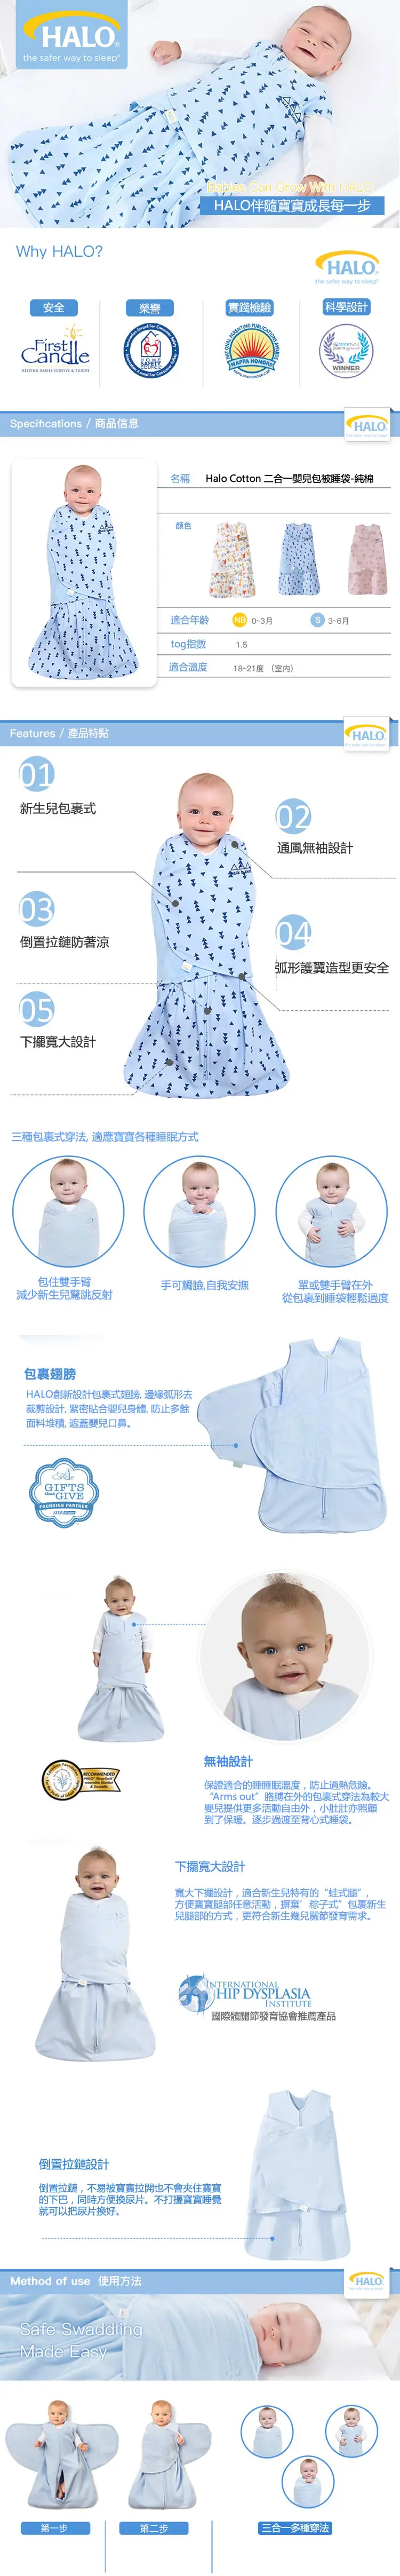 HALO
the safer way to sleep
Babies Can Grow With HALO
HALO伴隨寶寶成長每一步
Why HALO?
HALO
the safer way to sleep
安全
榮譽
實踐檢驗
科學設計
First
Candle
HELPING BABIES SURVIVE & THRIVE
NAPPA HONORS
WINNER
Specifications / 商品信息
HALO
名稱
Halo Cotton 二合一嬰兒包被睡袋-純棉
顏色
適合年齡
NB 0-3月
S 3-6月
tog指數
1.5
適合溫度
18-21度 （室内）
Features / 產品特點
HALO
01
新生兒包裹式
02
通風無袖設計
03
倒置拉鏈防著涼
04
弧形護翼造型更安全
05
下擺寬大設計
三種包裹式穿法, 適應寶寶各種睡眠方式
包住雙手臂
減少新生兒驚跳反射
手可觸臉,自我安撫
單或雙手臂在外
從包裹到睡袋輕鬆過度
包裹翅膀
HALO創新設計包裹式翅膀, 邊緣弧形去
裁剪設計, 緊密貼合嬰兒身體, 防止多餘
面料堆積, 遮蓋嬰兒口鼻。
GIFTS
that GIVE
FOUNDING PARTNER
RECOMMENDED
無袖設計
保證適合的睡睡眠溫度，防止過熱危險。
“Arms out”胳膊在外的包裹式穿法為較大
嬰兒提供更多活動自由外，小肚肚亦照顧
到了保暖。逐步過渡至背心式睡袋。
下擺寬大設計
寬大下擺設計，適合新生兒特有的“蛙式腿”，
方便寶寶腿部任意活動，摒棄’粽子式”包裹新生
兒腿部的方式，更符合新生幾兒關節發育需求。
INTERNATIONAL
HIP DYSPLASIA
INSTITUTE
國際髖關節發育協會推薦產品
倒置拉鏈設計
倒置拉鏈，不易被寶寶拉開也不會夾住寶寶
的下巴，同時方便換尿片。不打擾寶寶睡覺
就可以把尿片換好。
Method of use 使用方法
HALO
Safe Swaddling
Made Easy
第一步
第二步
三合一多種穿法